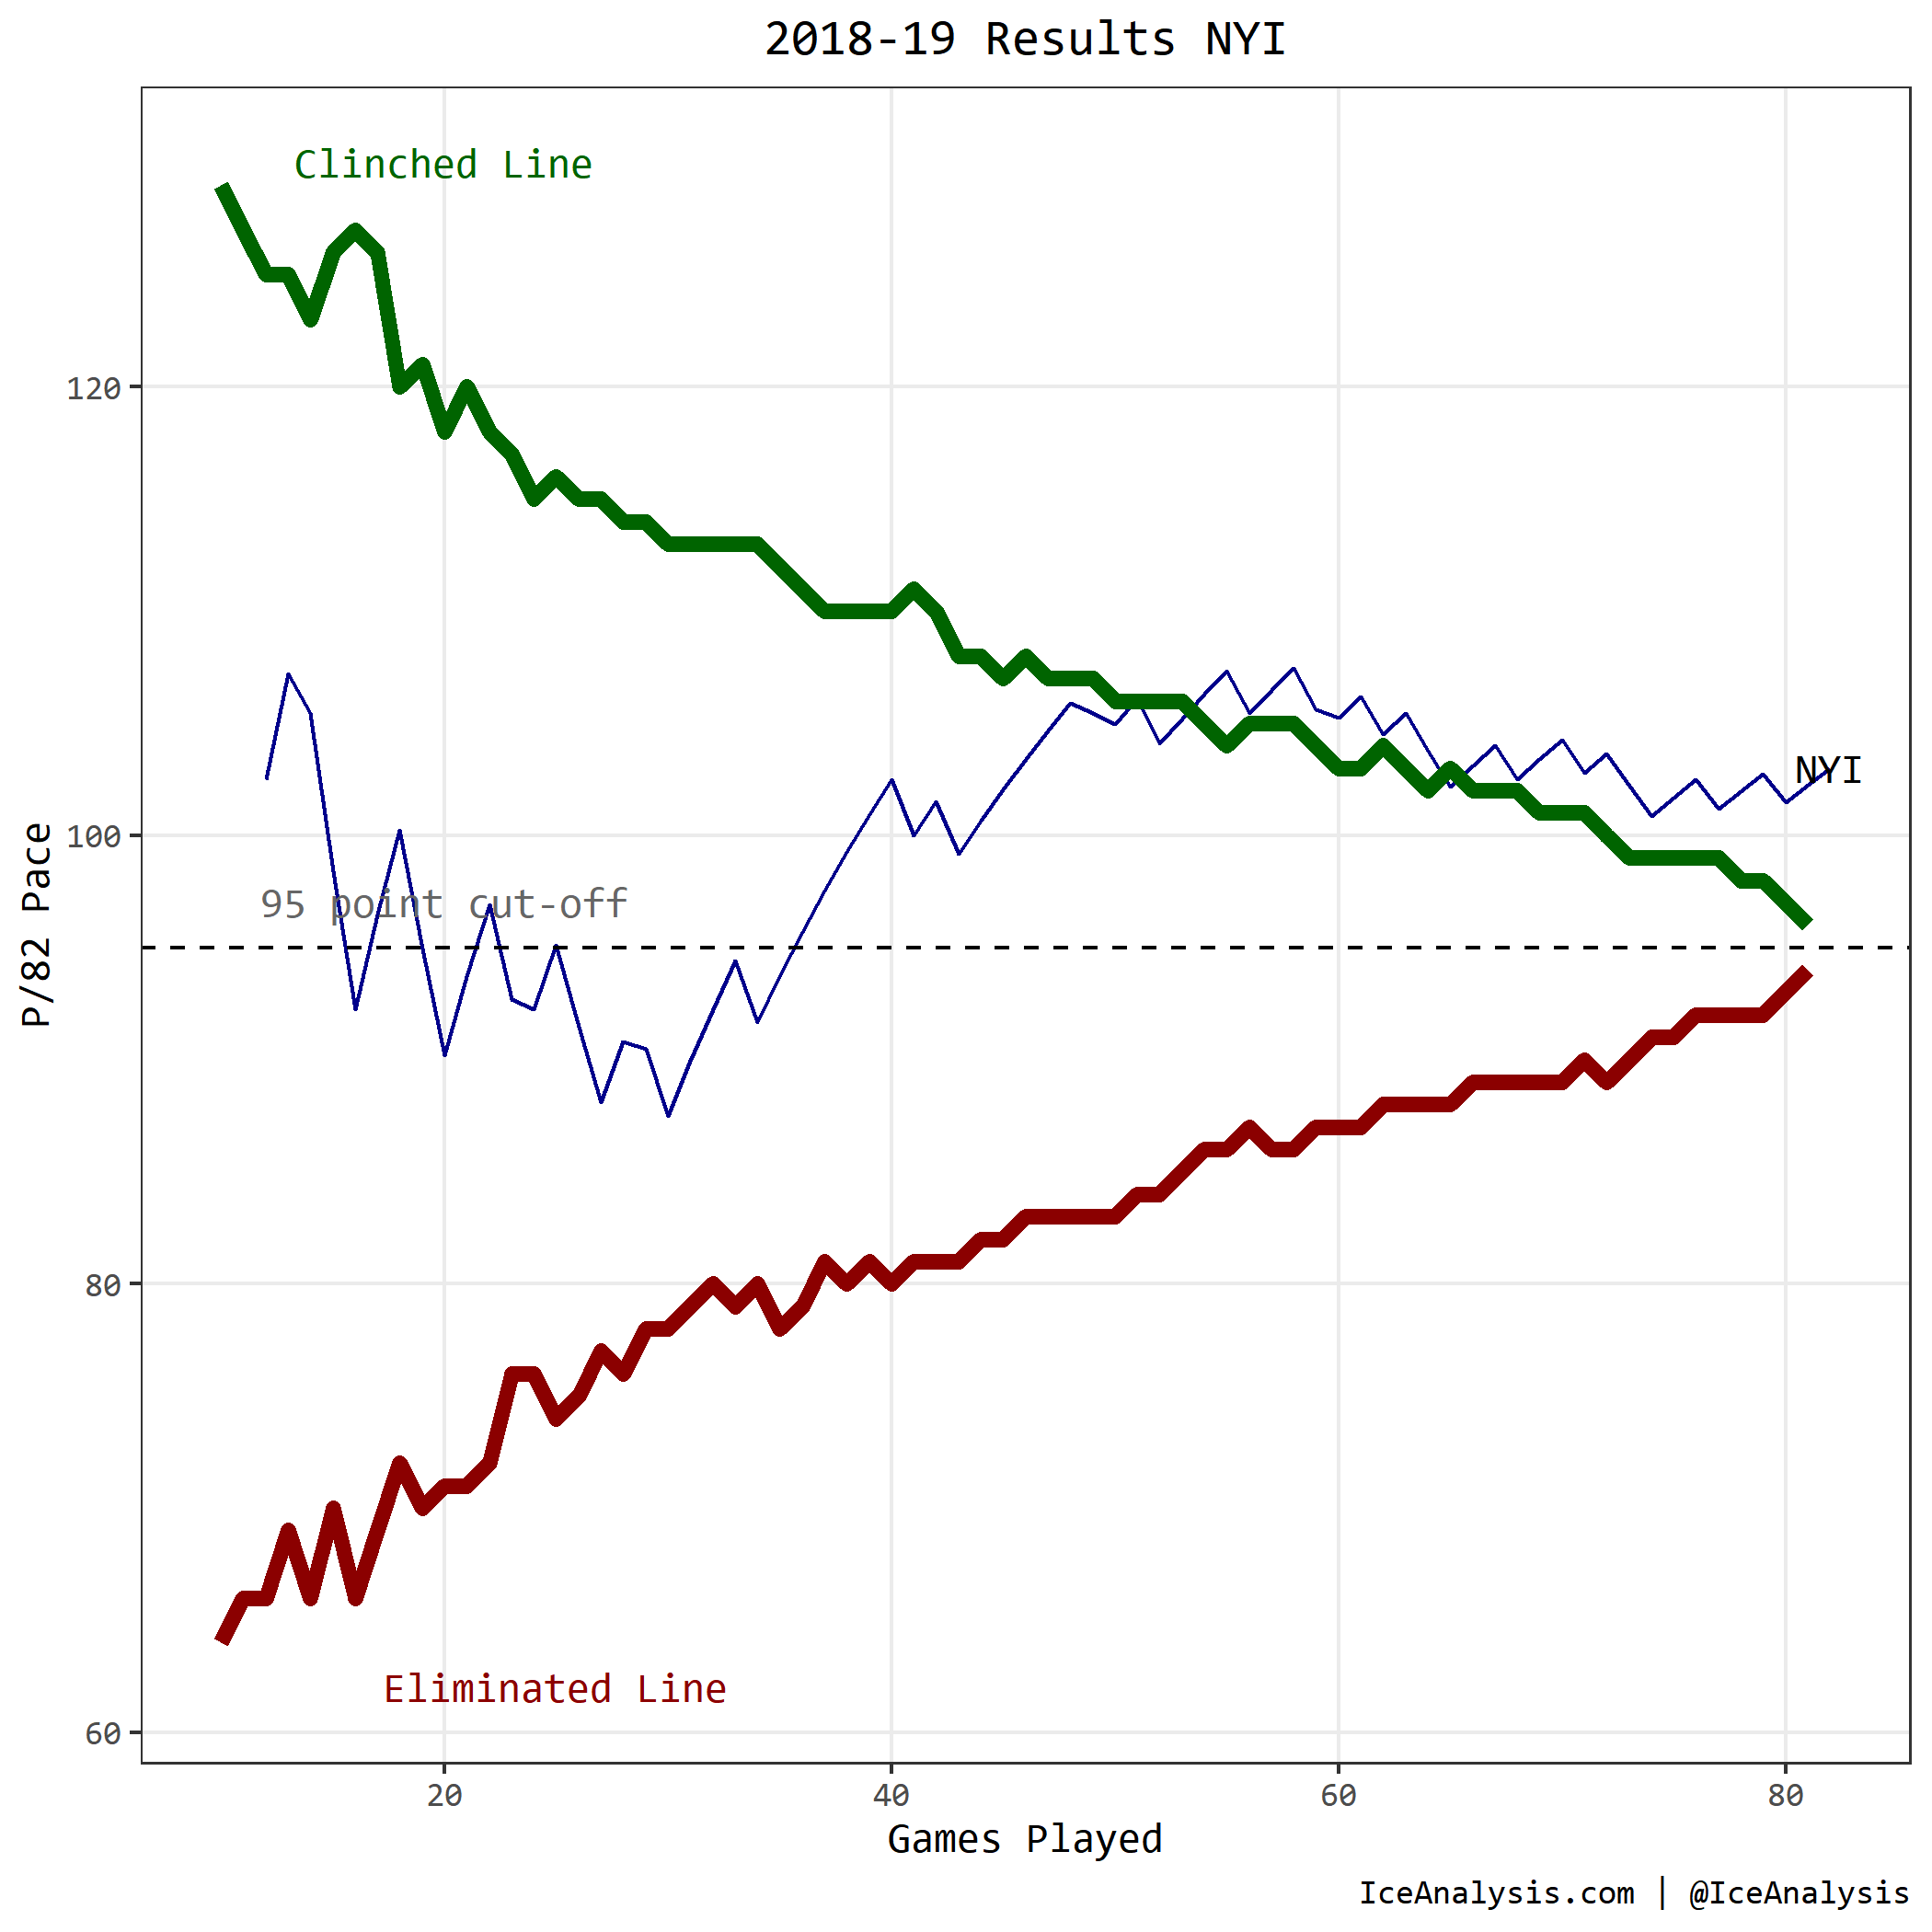 2018-19 Results NYI
Clinched Line
120
NYI
100
95 point cut-off
P/82 Pace
80
Eliminated Line
60
20 40 60 80
Games Played
IceAnalysis.com | @IceAnalysis